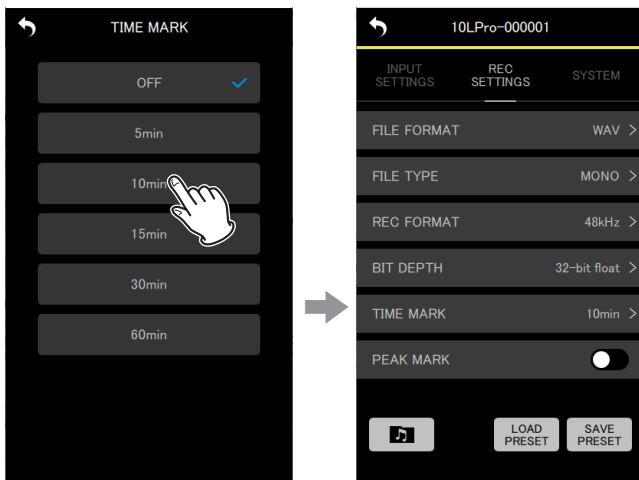 TIME MARK
OFF
5min
10min
15min
30min
60min
10LPro-000001
INPUT SETTINGS
REC SETTINGS
SYSTEM
FILE FORMAT WAV >
FILE TYPE MONO >
REC FORMAT 48kHz >
BIT DEPTH 32-bit float >
TIME MARK 10min >
PEAK MARK
LOAD PRESET
SAVE PRESET